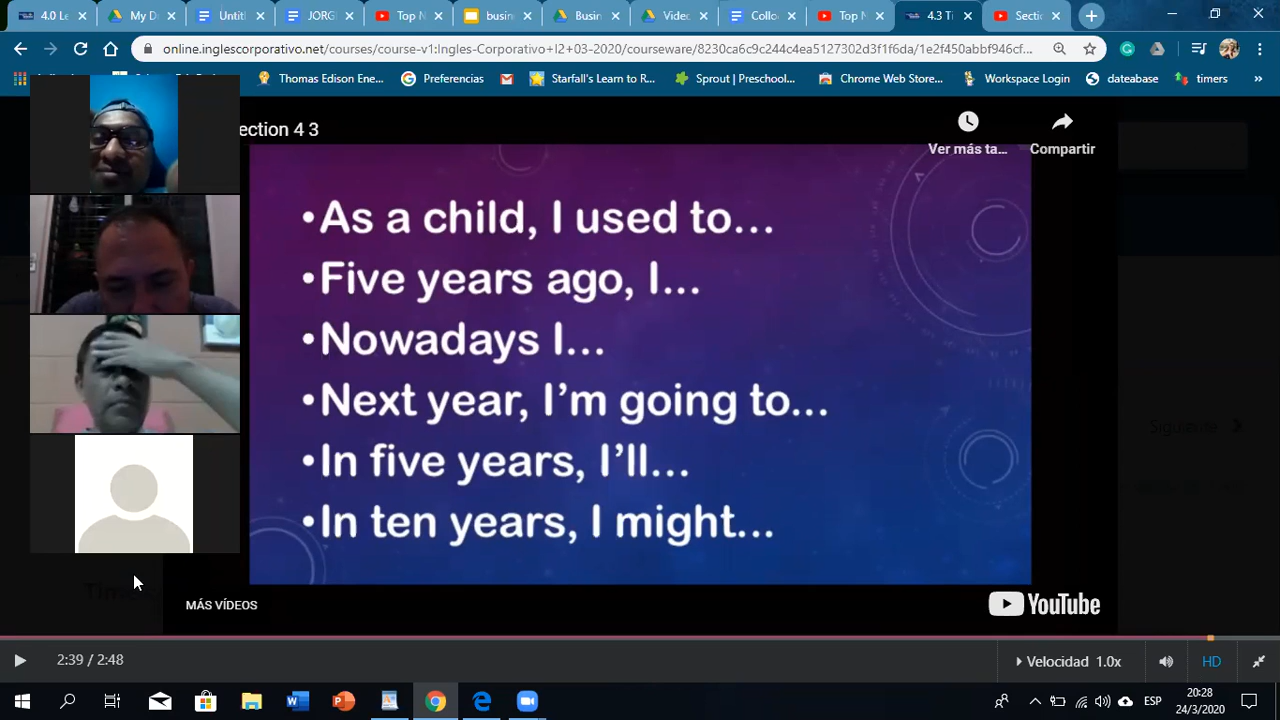 4.0 Le
My D
Untitl
JORG
Top N
busin
Busin
Video
Collo
Top N
4.3 Ti
Secti
online.inglescorporativo.net/courses/course-v1:Ingles-Corporativo+I2+03-2020/courseware/8230ca6c9c244c4ea5127302d3f1f6da/1e2f450abbf946cf...
Thomas Edison Ene...
Preferencias
Starfall's Learn to R...
Sprout | Preschool...
Chrome Web Store...
Workspace Login
dateabase
timers
ection 4 3
Ver más ta...
Compartir
•As a child, I used to...
•Five years ago, I...
•Nowadays I...
•Next year, I'm going to...
•In five years, I'll...
•In ten years, I might...
Siguiente
MÁS VÍDEOS
YouTube
2:39 / 2:48
Velocidad 1.0x
HD
ESP
20:28
24/3/2020